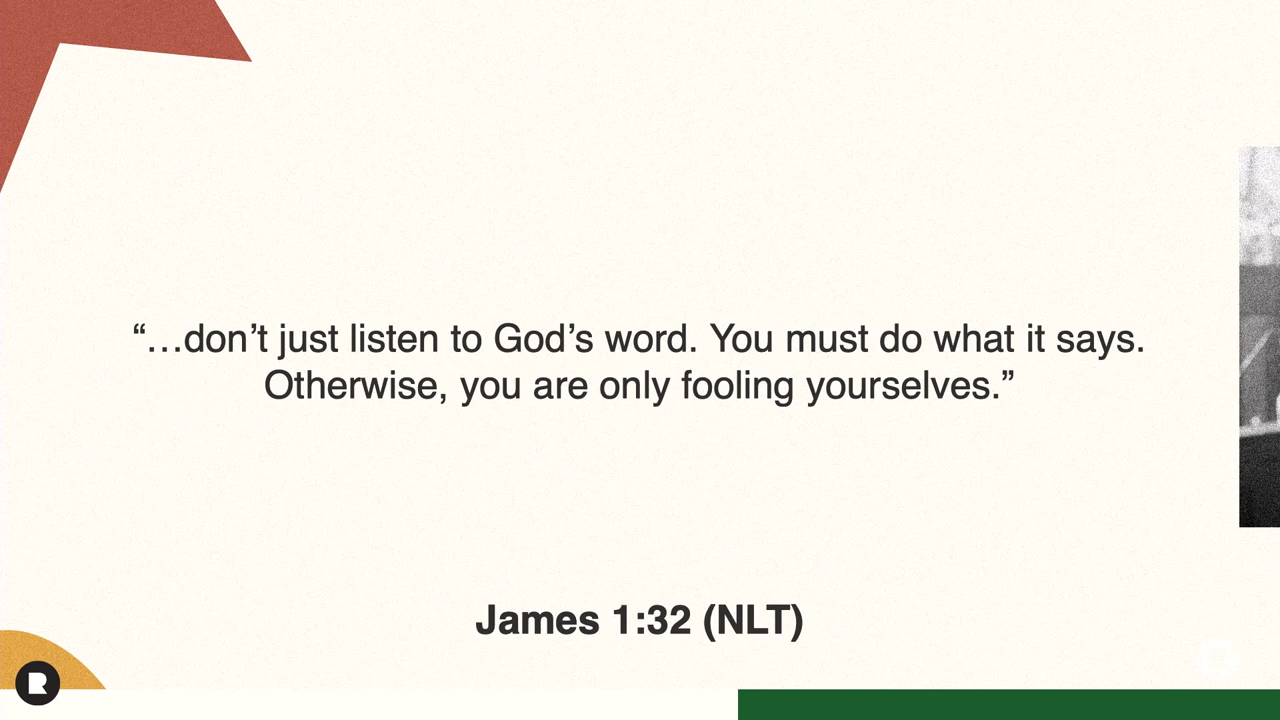 “…don’t just listen to God’s word. You must do what it says.
Otherwise, you are only fooling yourselves.”
James 1:32 (NLT)
R